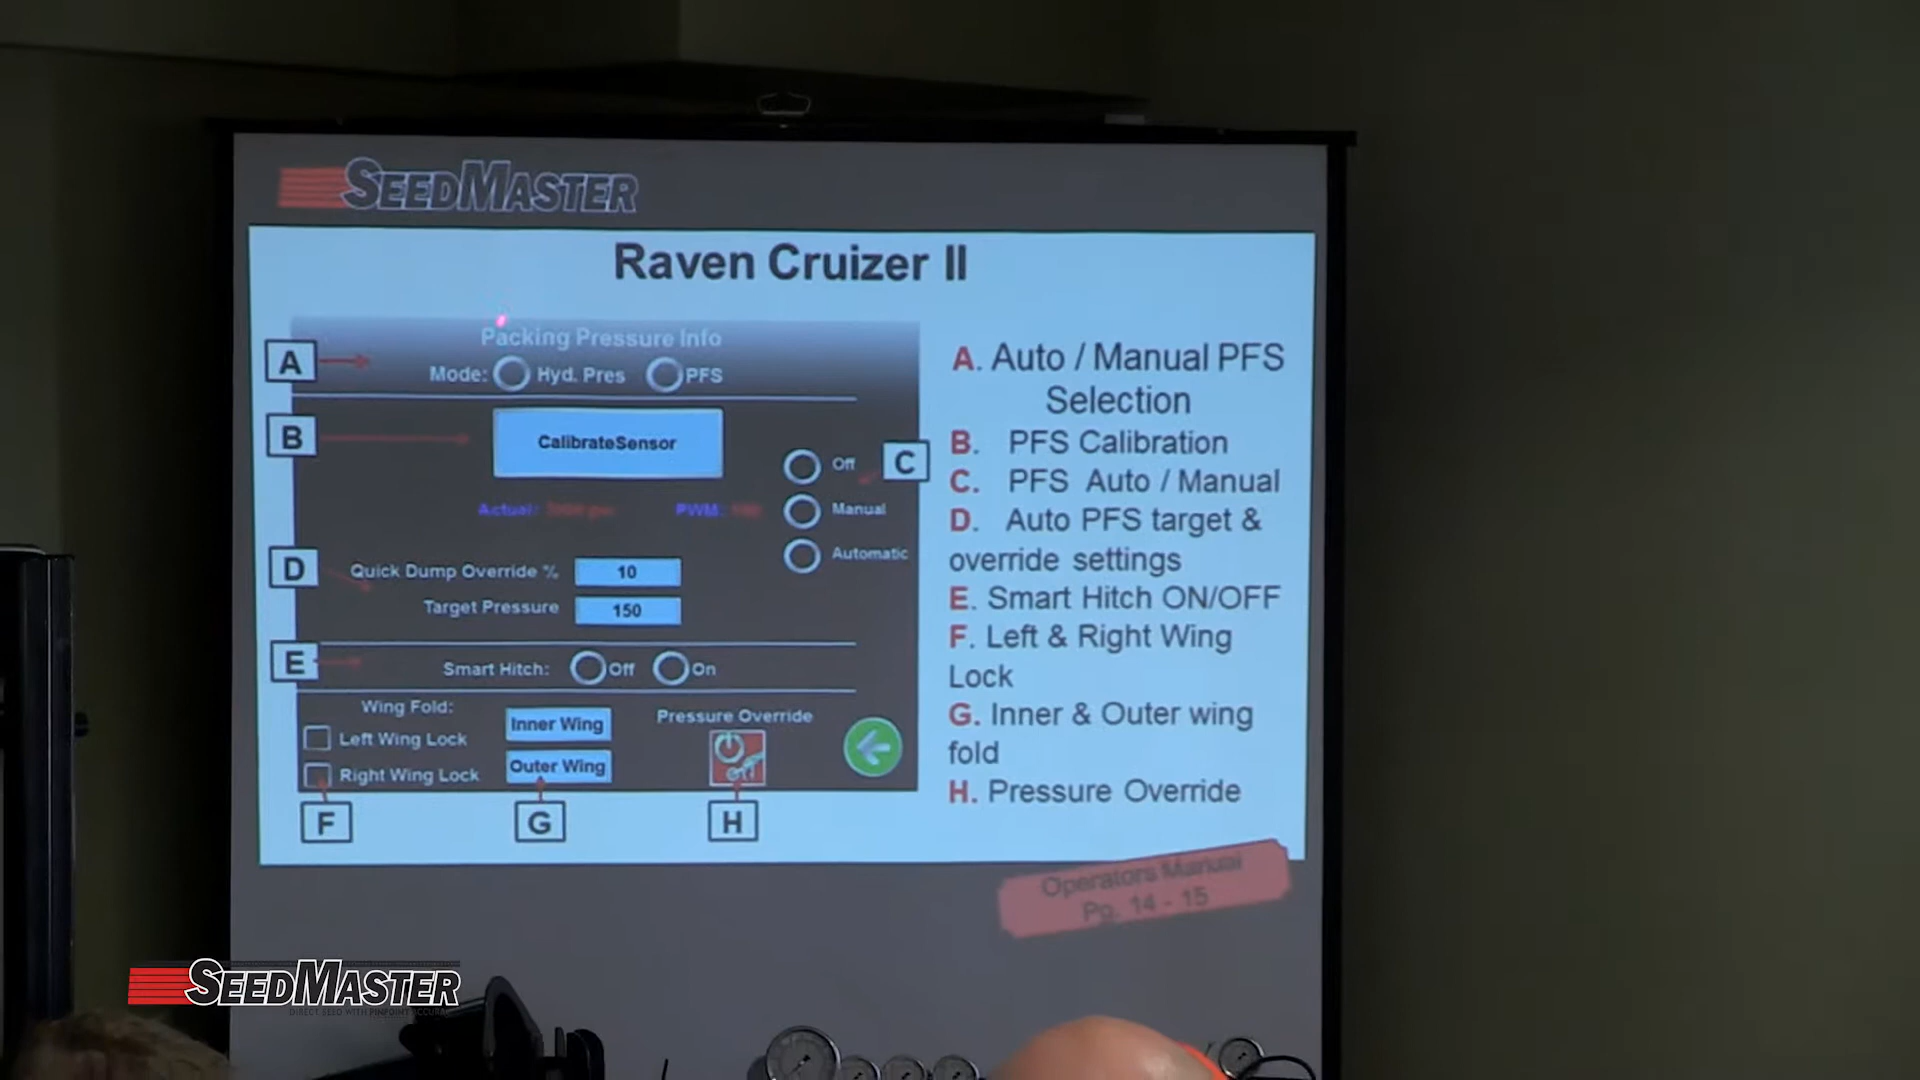 SEEDMASTER
Raven Cruizer II
Packing Pressure Info
A
Mode: Hyd. Pres PFS
B
CalibrateSensor
Off
C
Actual: PWM:
Manual
Automatic
D
Quick Dump Override % 10
Target Pressure 150
E
Smart Hitch: Off On
Wing Fold:
Left Wing Lock
Right Wing Lock
Inner Wing
Outer Wing
Pressure Override
F
G
H
A. Auto / Manual PFS
Selection
B. PFS Calibration
C. PFS Auto / Manual
D. Auto PFS target &
override settings
E. Smart Hitch ON/OFF
F. Left & Right Wing
Lock
G. Inner & Outer wing
fold
H. Pressure Override
Operators Manual
Pg. 14 - 15
SEEDMASTER
DIRECT SEED WITH PINPOINT